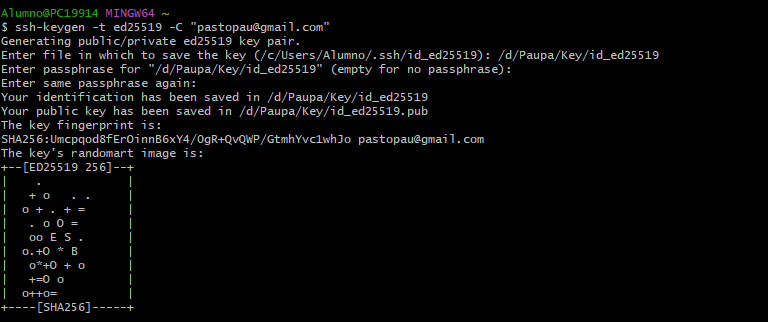 Alumno@PC19914 MINGW64 ~
$ ssh-keygen -t ed25519 -C "pastopau@gmail.com"
Generating public/private ed25519 key pair.
Enter file in which to save the key (/c/Users/Alumno/.ssh/id_ed25519): /d/Paupa/Key/id_ed25519
Enter passphrase for "/d/Paupa/Key/id_ed25519" (empty for no passphrase):
Enter same passphrase again:
Your identification has been saved in /d/Paupa/Key/id_ed25519
Your public key has been saved in /d/Paupa/Key/id_ed25519.pub
The key fingerprint is:
SHA256:Umcpqod8fErOinnB6xY4/OgR+QvQWP/GtmhYvc1whJo pastopau@gmail.com
The key's randomart image is:
+--[ED25519 256]--+
|    .            |
|   + o   . .     |
|  o + . + =      |
|   . o O =       |
|   oo E S .      |
|  o.+O * B       |
|   o*+O + o      |
|   +=O o         |
|  o++o=          |
+----[SHA256]-----+